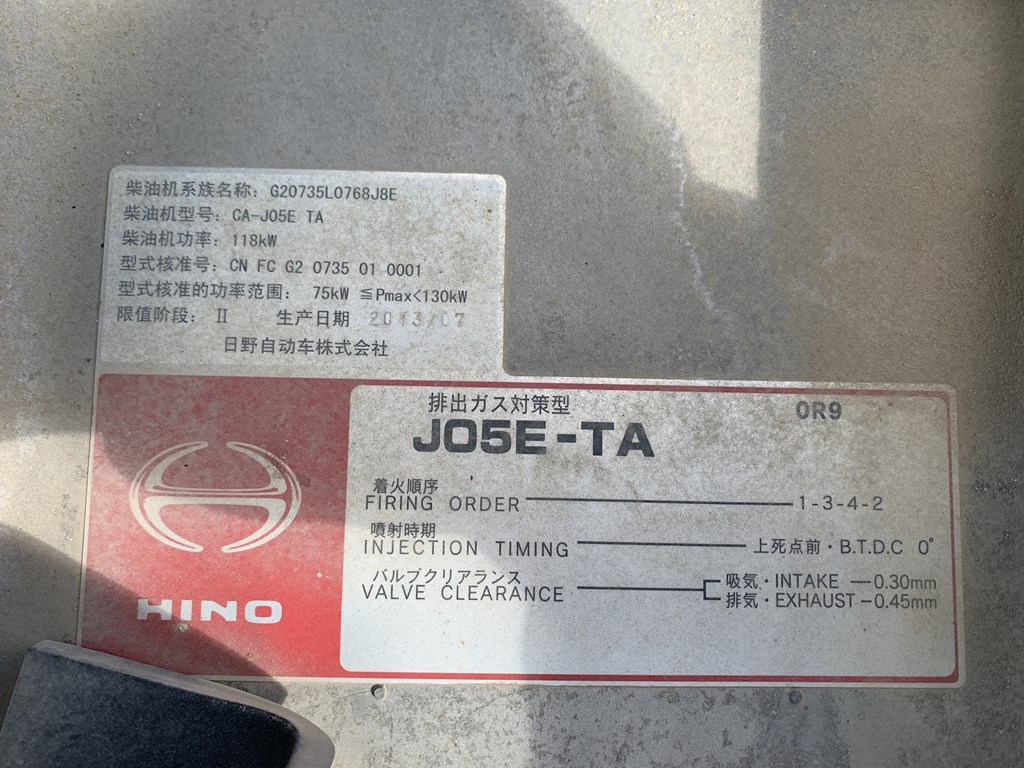 柴油机系族名称: G20735L0768J8E
柴油机型号: CA-J05E TA
柴油机功率: 118kW
型式核准号: CN FC G2 0735 01 0001
型式核准的功率范围: 75kW ≦Pmax<130kW
限值阶段: Ⅱ 生产日期 2013/07
日野自动车株式会社
排出ガス対策型 0R9
J05E-TA
着火順序
FIRING ORDER 1-3-4-2
噴射時期
INJECTION TIMING 上死点前・B.T.D.C 0°
バルブクリアランス
VALVE CLEARANCE
吸気・INTAKE —0.30mm
排気・EXHAUST—0.45mm
HINO